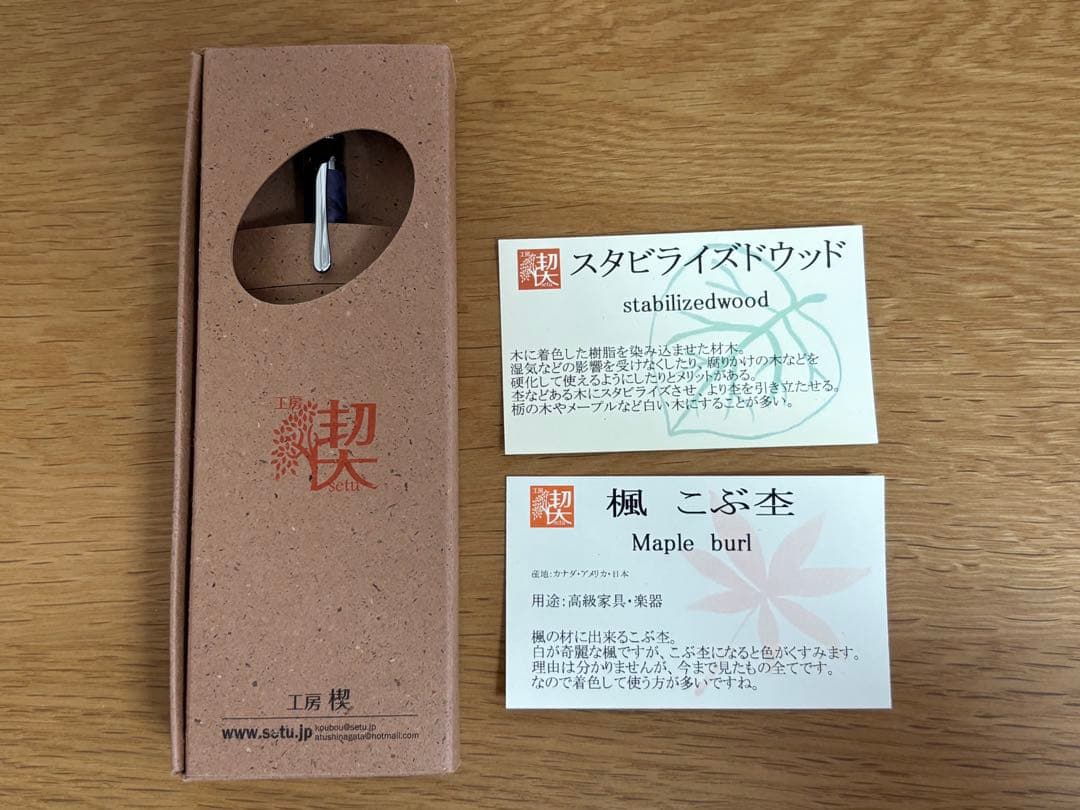 工房
楔
setu
工房 楔
www.setu.jp
koubou@setu.jp
atushinagata@hotmail.com
工房
楔
setu
スタビライズドウッド
stabilizedwood
木に着色した樹脂を染み込ませた材木。
湿気などの影響を受けなくしたり、腐りかけの木などを
硬化して使えるようにしたりとメリットがある。
杢などある木にスタビライズさせ、より杢を引き立たせる。
栃の木やメープルなど白い木にすることが多い。
工房
楔
setu
楓 こぶ杢
Maple burl
産地:カナダ・アメリカ・日本
用途:高級家具・楽器
楓の材に出来るこぶ杢。
白が奇麗な楓ですが、こぶ杢になると色がくすみます。
理由は分かりませんが、今まで見たもの全てです。
なので着色して使う方が多いですね。